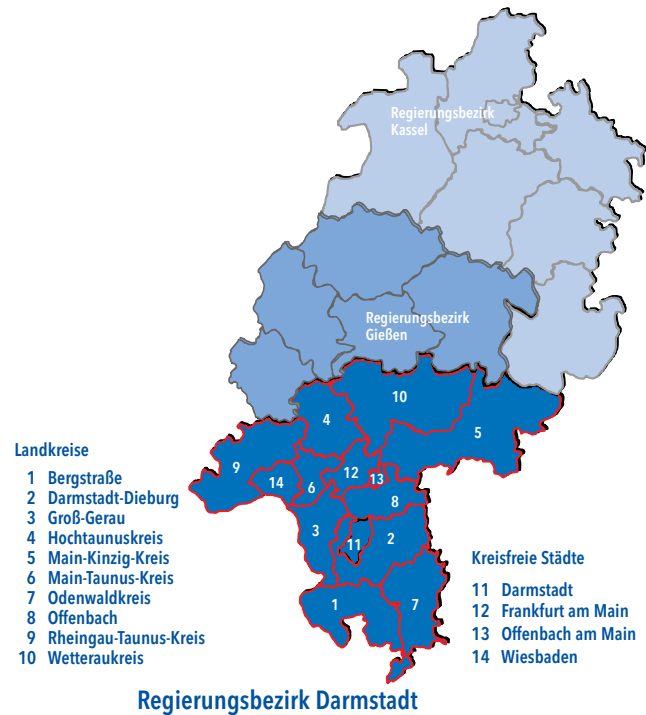 Regierungsbezirk
Kassel
Regierungsbezirk
Gießen
10
4
5
9
14
6
12
13
8
3
11
2
1
7
Landkreise
1 Bergstraße
2 Darmstadt-Dieburg
3 Groß-Gerau
4 Hochtaunuskreis
5 Main-Kinzig-Kreis
6 Main-Taunus-Kreis
7 Odenwaldkreis
8 Offenbach
9 Rheingau-Taunus-Kreis
10 Wetteraukreis
Kreisfreie Städte
11 Darmstadt
12 Frankfurt am Main
13 Offenbach am Main
14 Wiesbaden
Regierungsbezirk Darmstadt